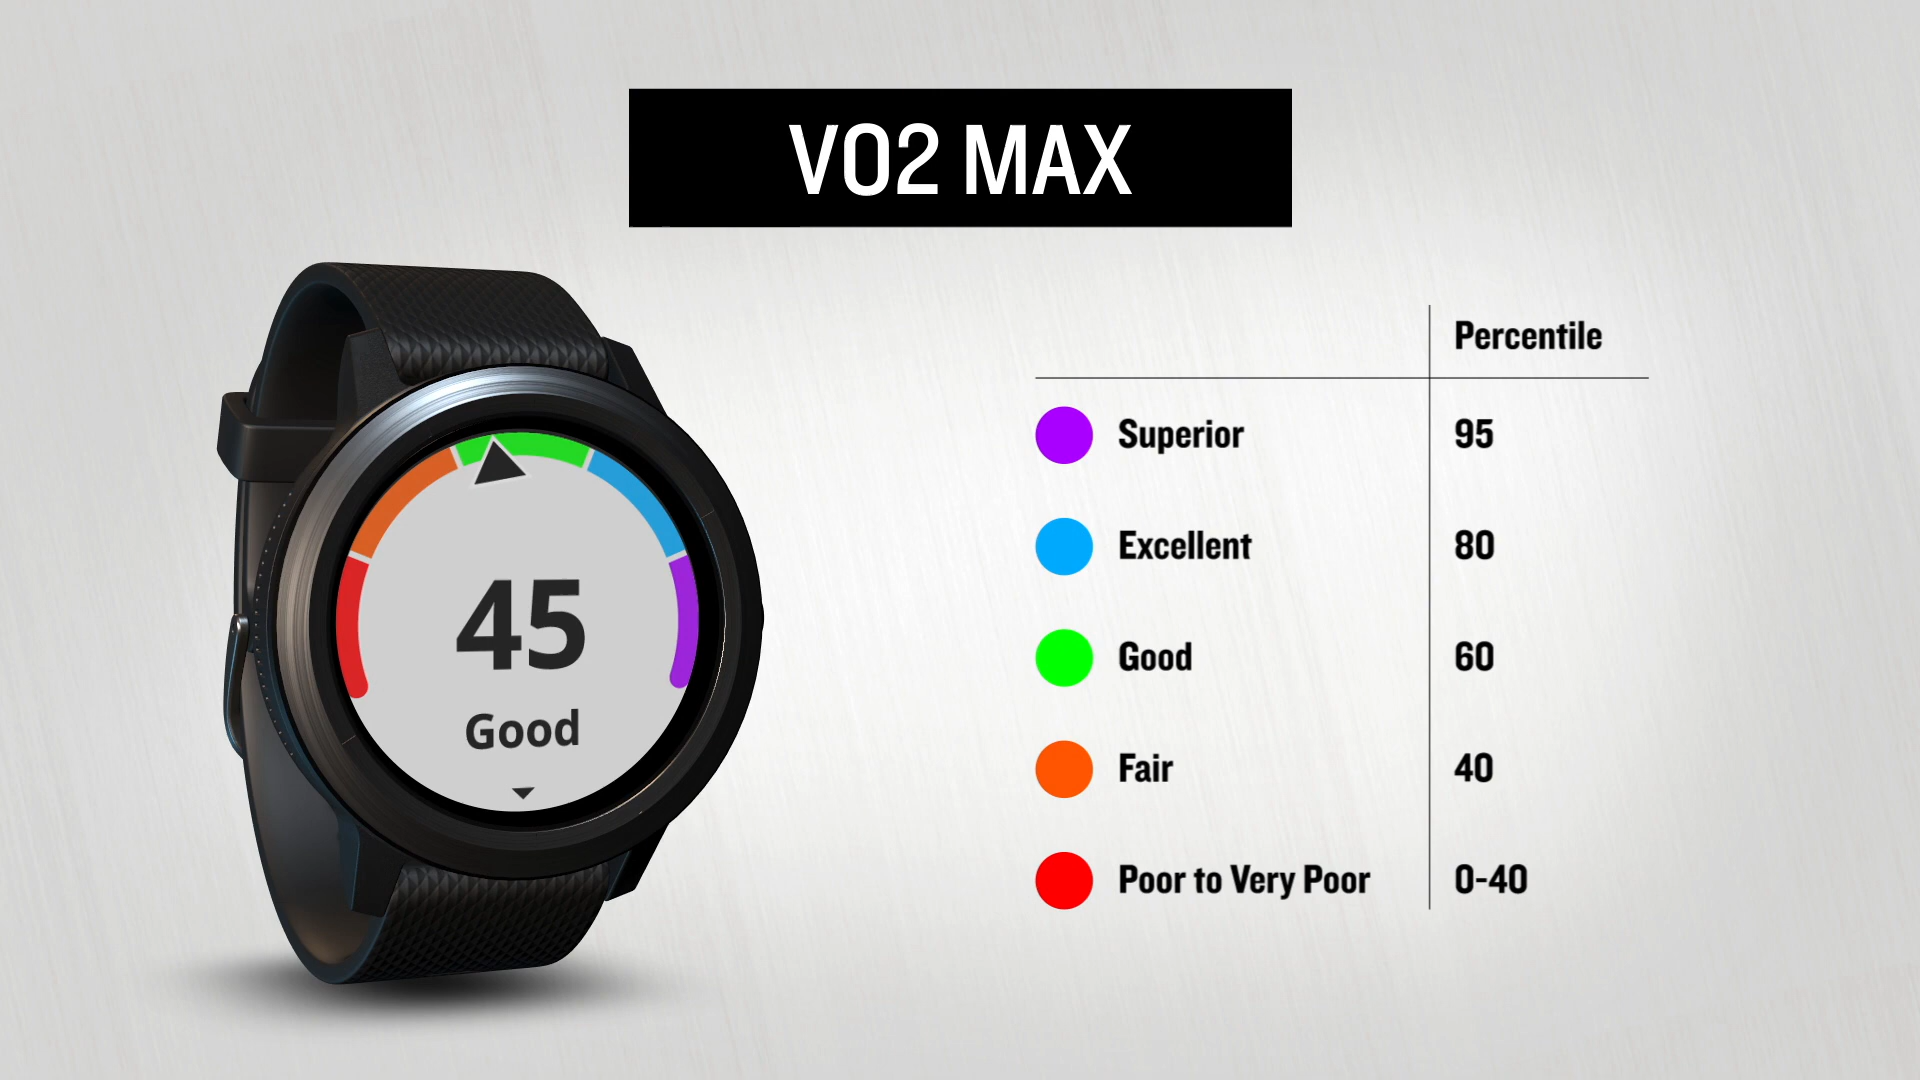 VO2 MAX
Percentile
Superior 95
Excellent 80
Good 60
Fair 40
Poor to Very Poor 0-40
45
Good